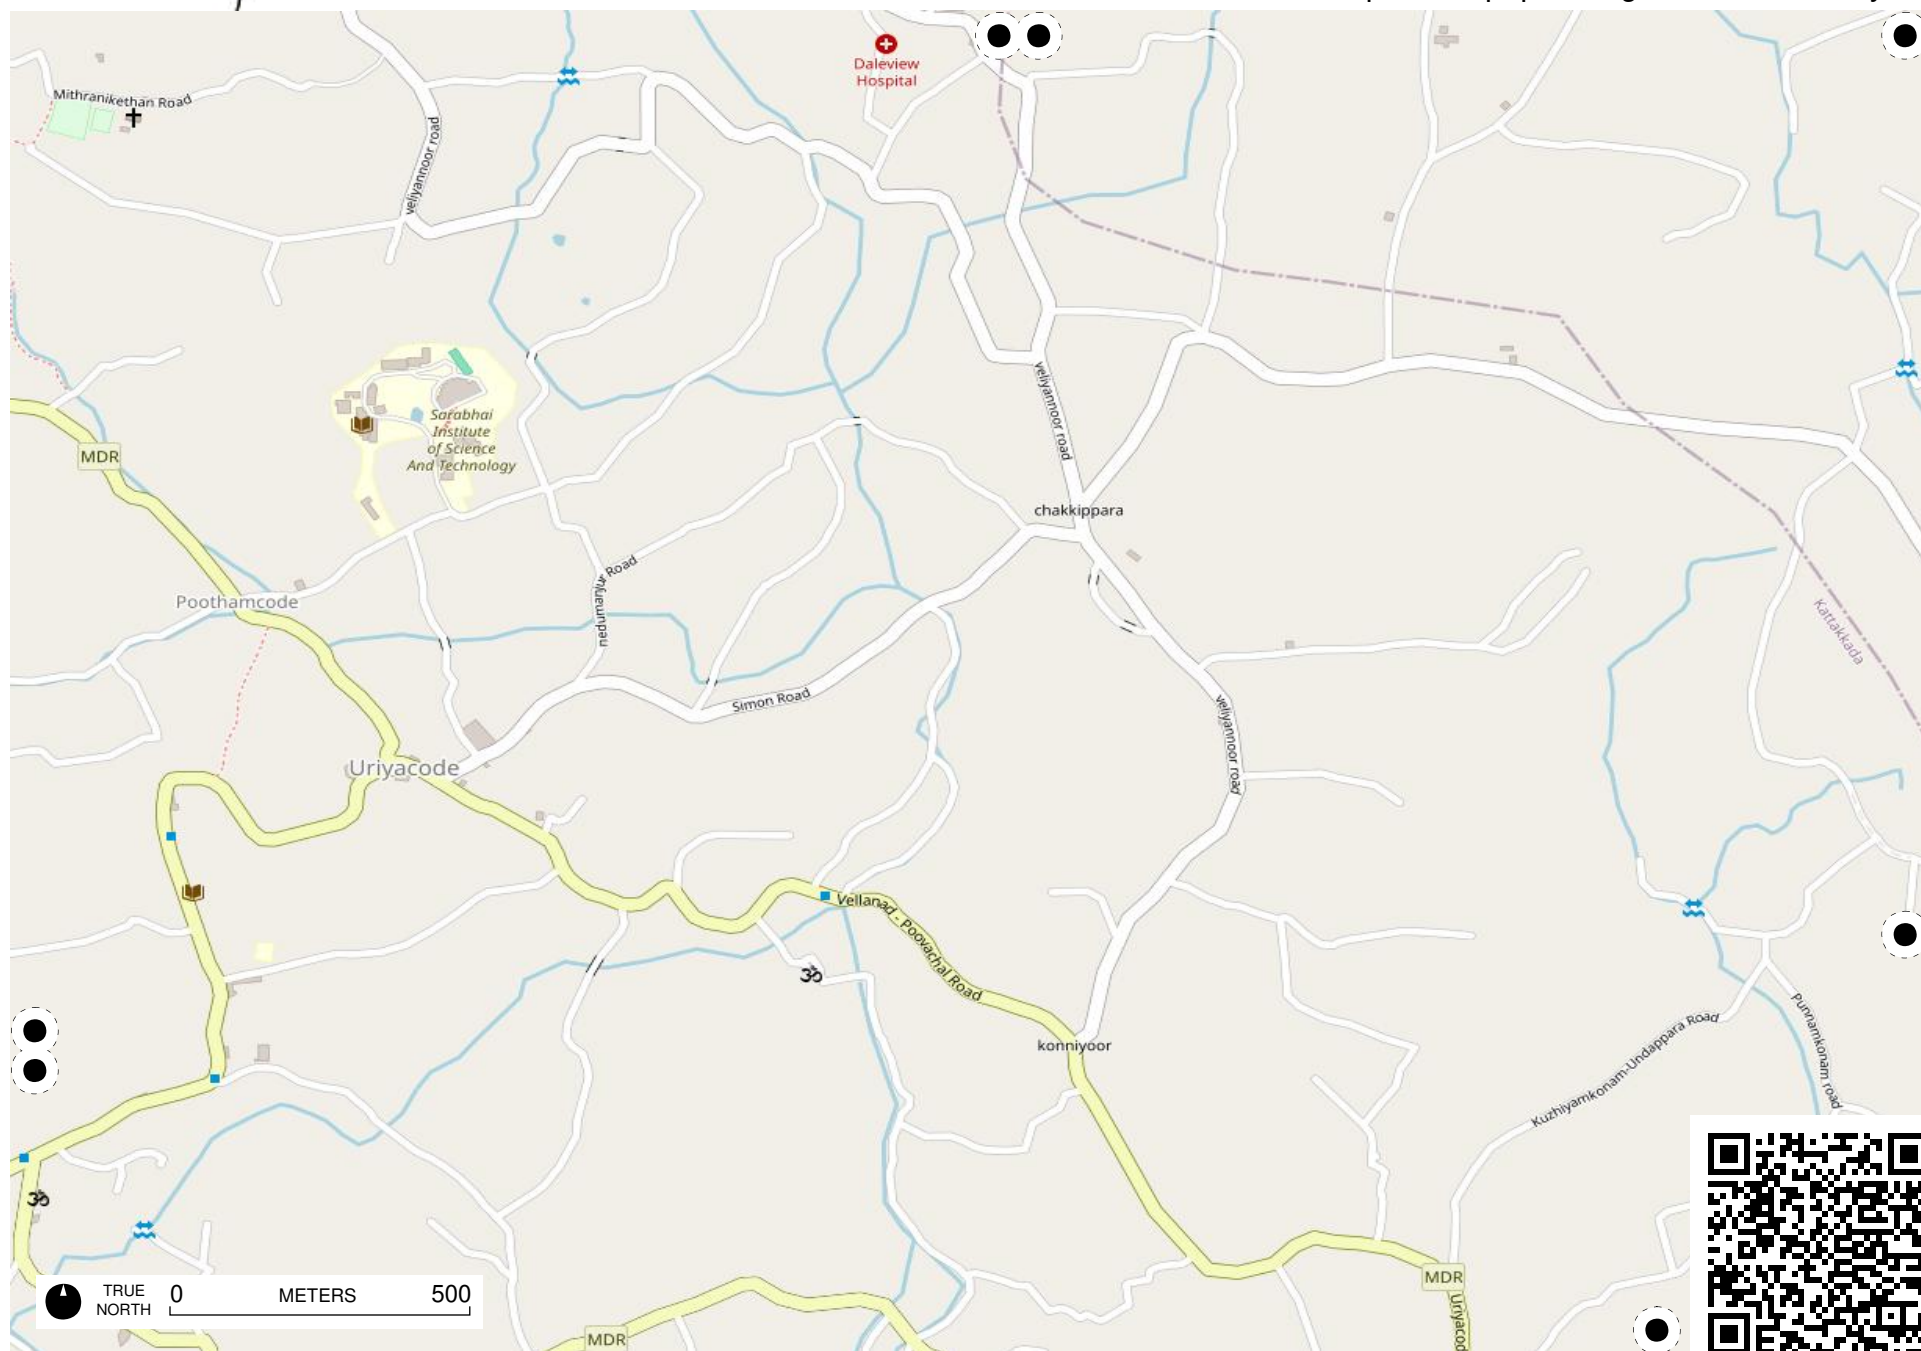 Daleview
Hospital
Mithranikethan Road
veliyannoor road
veliyannoor road
Sarabhai
Institute
of Science
And Technology
MDR
chakkippara
nedumanjur Road
Poothamcode
Kattakkada
Simon Road
veliyannoor road
Uriyacode
Vellanad - Poovachal Road
konniyoor
Punnamkonam road
Kuzhiyamkonam-Undappara Road
MDR
TRUE
NORTH
0 METERS 500
MDR